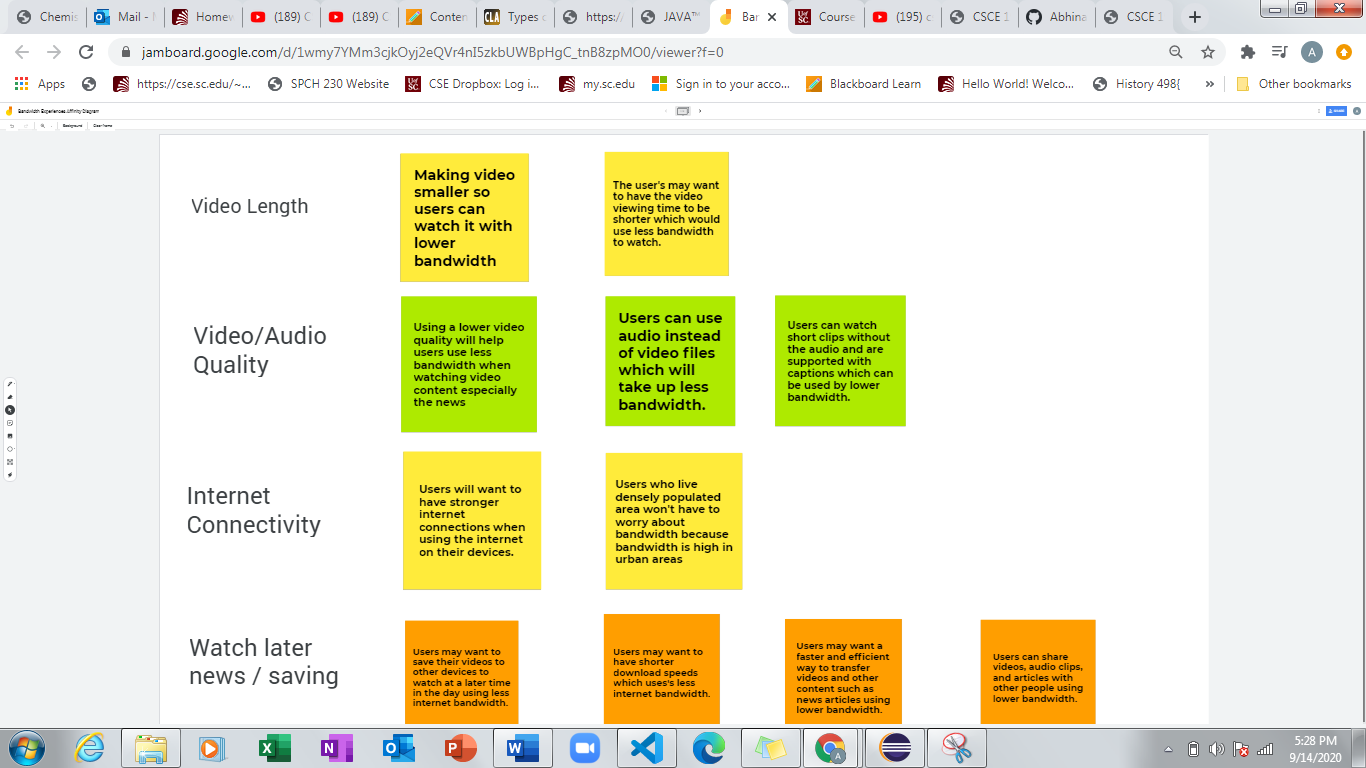 Chemis
Mail - M
Homew
(189) C
(189) C
Conten
Types c
https:/
JAVA™
Bar
Course
(195) c
CSCE 1
Abhina
CSCE 1
jamboard.google.com/d/1wmy7YMm3cjkOyj2eQVr4nI5zkbUWBpHgC_tnB8zpMO0/viewer?f=0
A
Apps
https://cse.sc.edu/~...
SPCH 230 Website
CSE Dropbox: Log i...
my.sc.edu
Sign in to your acco...
Blackboard Learn
Hello World! Welco...
History 498{
»
Other bookmarks
Bandwidth Experiences Affinity Diagram
Background
Clear frame
Video Length
Making video
smaller so
users can
watch it with
lower
bandwidth
The user's may want
to have the video
viewing time to be
shorter which would
use less bandwidth
to watch.
Video/Audio
Quality
Using a lower video
quality will help
users use less
bandwidth when
watching video
content especially
the news
Users can use
audio instead
of video files
which will
take up less
bandwidth.
Users can watch
short clips without
the audio and are
supported with
captions which can
be used by lower
bandwidth.
Internet
Connectivity
Users will want to
have stronger
internet
connections when
using the internet
on their devices.
Users who live
densely populated
area won't have to
worry about
bandwidth because
bandwidth is high in
urban areas
Watch later
news / saving
Users may want to
save their videos to
other devices to
watch at a later time
in the day using less
internet bandwidth.
Users may want to
have shorter
download speeds
which uses's less
internet bandwidth.
Users may want a
faster and efficient
way to transfer
videos and other
content such as
news articles using
lower bandwidth.
Users can share
videos, audio clips,
and articles with
other people using
lower bandwidth.
5:28 PM
9/14/2020